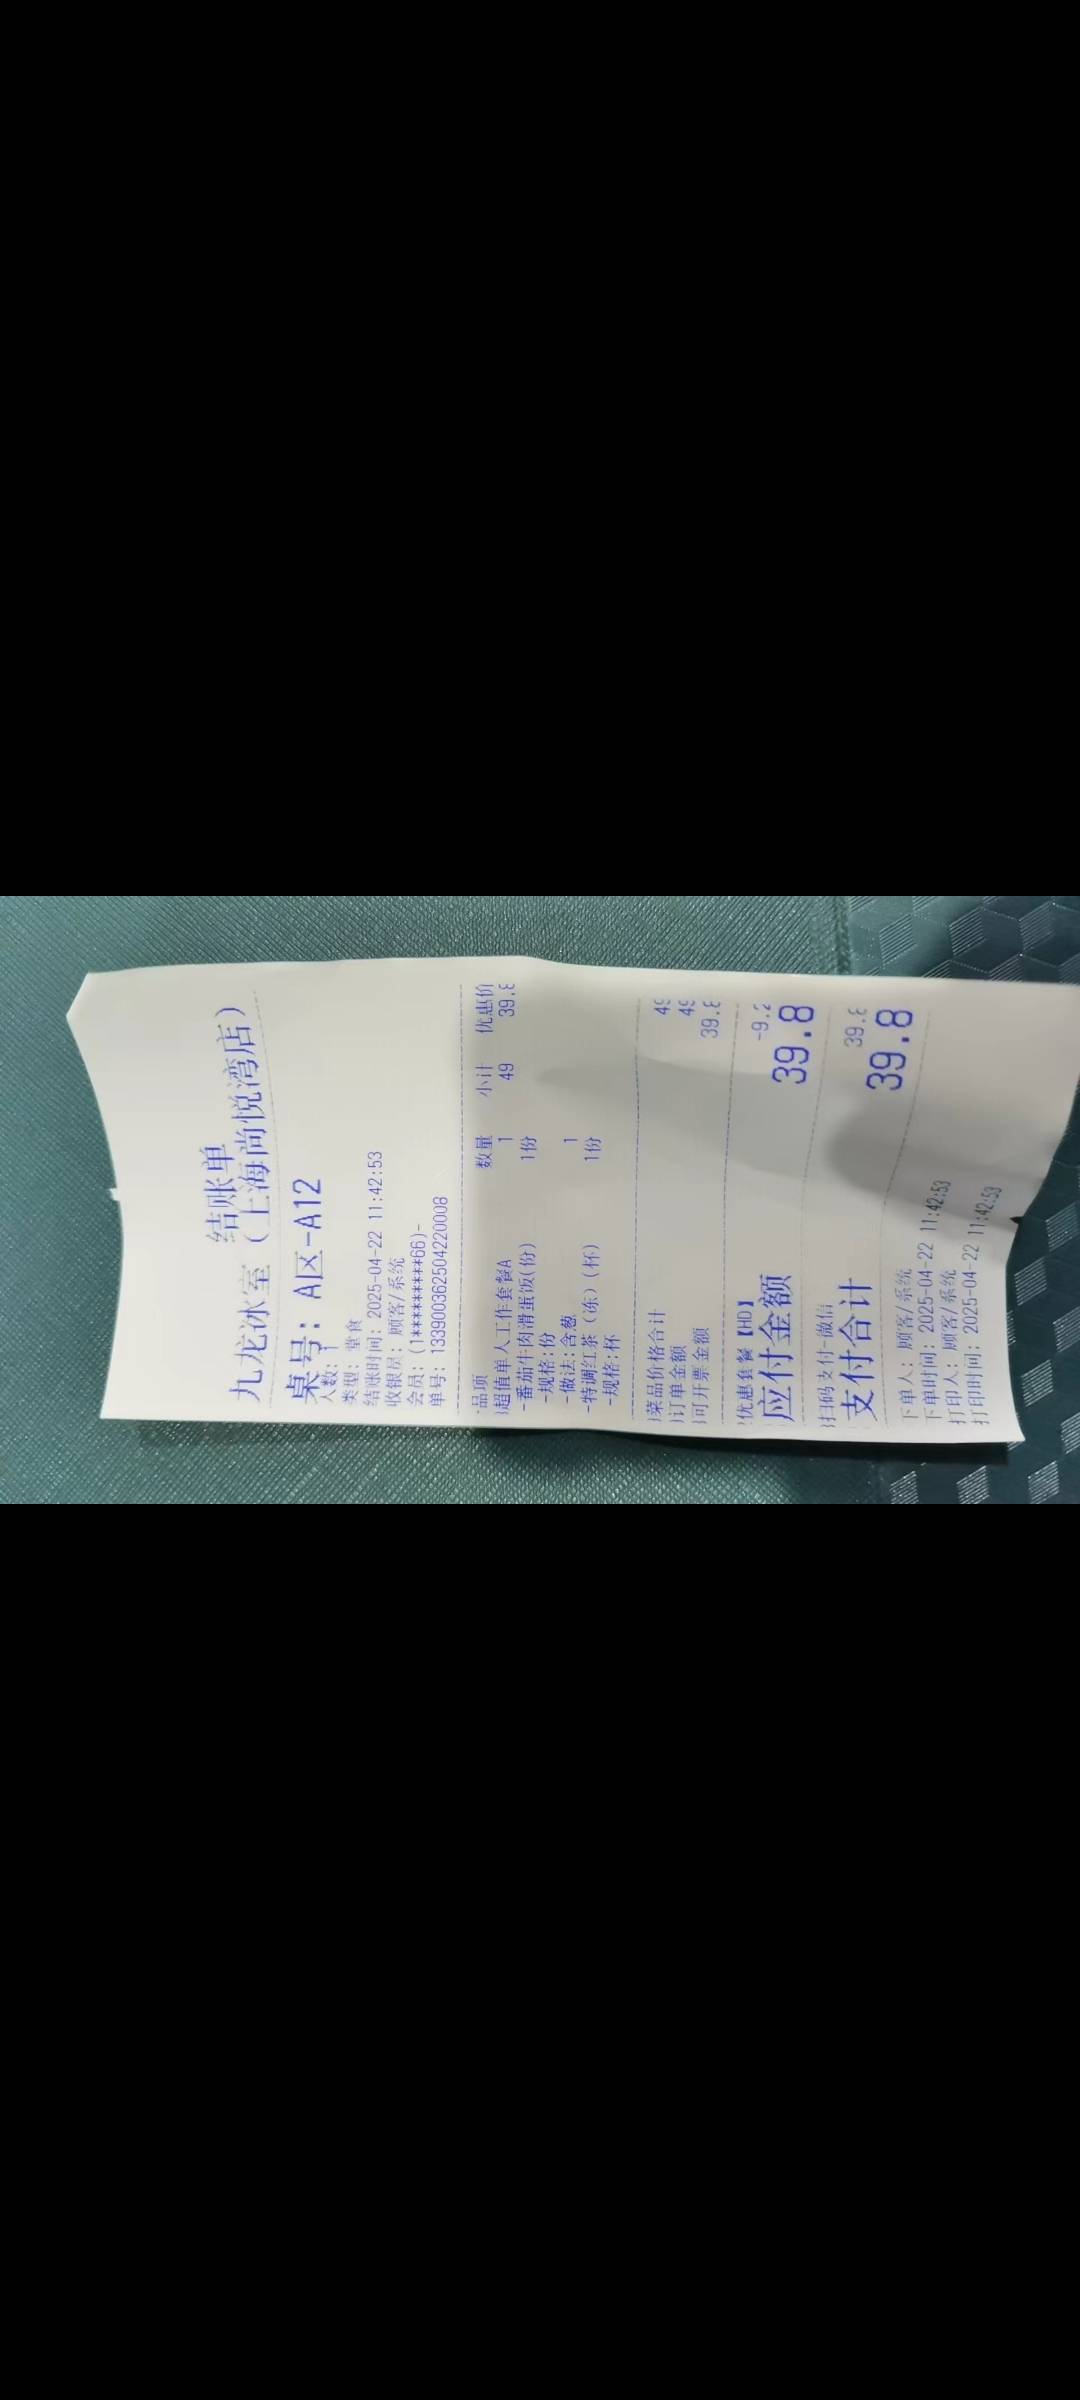 结账单
九龙冰室（上海尚悦湾店）
桌号: A区-A12
人数: 1
类型: 堂食
结账时间: 2025-04-22 11:42:53
收银员: 顾客/系统
会员: (1*********66)-
单号: 133900362504220008
品项 数量 小计 优惠价
超值单人工作套餐A 1 49 39.8
-番茄牛肉滑蛋饭(份) 1份
-规格:份
-做法:含葱 1
-特调红茶（冻）(杯) 1份
-规格:杯
菜品价格合计 49
订单金额 49
可开票金额 39.8
优惠套餐【HD】 -9.2
应付金额 39.8
扫码支付-微信 39.8
支付合计 39.8
下单人: 顾客/系统
下单时间: 2025-04-22 11:42:53
打印人: 顾客/系统
打印时间: 2025-04-22 11:42:53